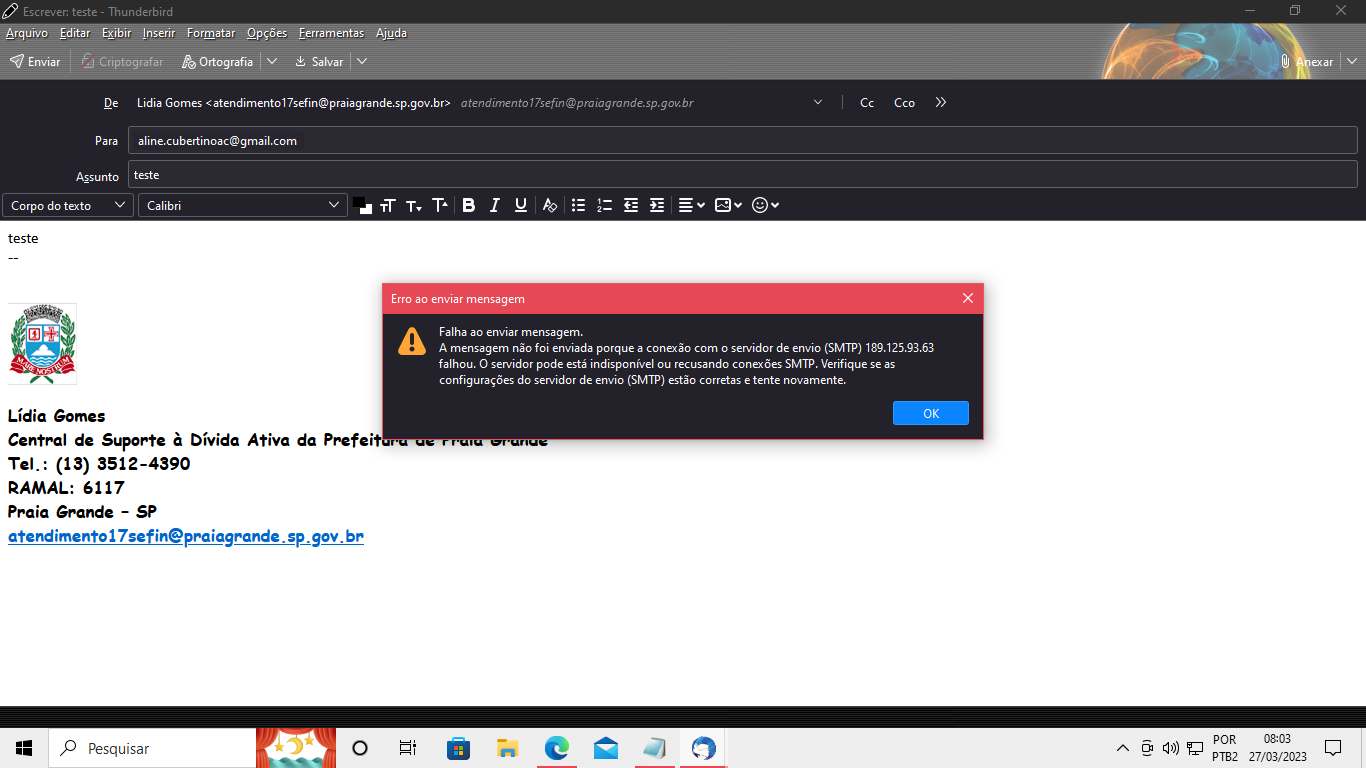 Escrever: teste - Thunderbird
Arquivo Editar Exibir Inserir Formatar Opções Ferramentas Ajuda
Enviar Criptografar Ortografia Salvar Anexar
De Lidia Gomes <atendimento17sefin@praiagrande.sp.gov.br> atendimento17sefin@praiagrande.sp.gov.br Cc Cco
Para aline.cubertinoac@gmail.com
Assunto teste
Corpo do texto Calibri
teste
--
Erro ao enviar mensagem
Falha ao enviar mensagem.
A mensagem não foi enviada porque a conexão com o servidor de envio (SMTP) 189.125.93.63
falhou. O servidor pode está indisponível ou recusando conexões SMTP. Verifique se as
configurações do servidor de envio (SMTP) estão corretas e tente novamente.
OK
MARE NOSTRUM
Lídia Gomes
Central de Suporte à Dívida Ativa da Prefeitura de Praia Grande
Tel.: (13) 3512-4390
RAMAL: 6117
Praia Grande – SP
atendimento17sefin@praiagrande.sp.gov.br
Pesquisar
POR
PTB2
08:03
27/03/2023